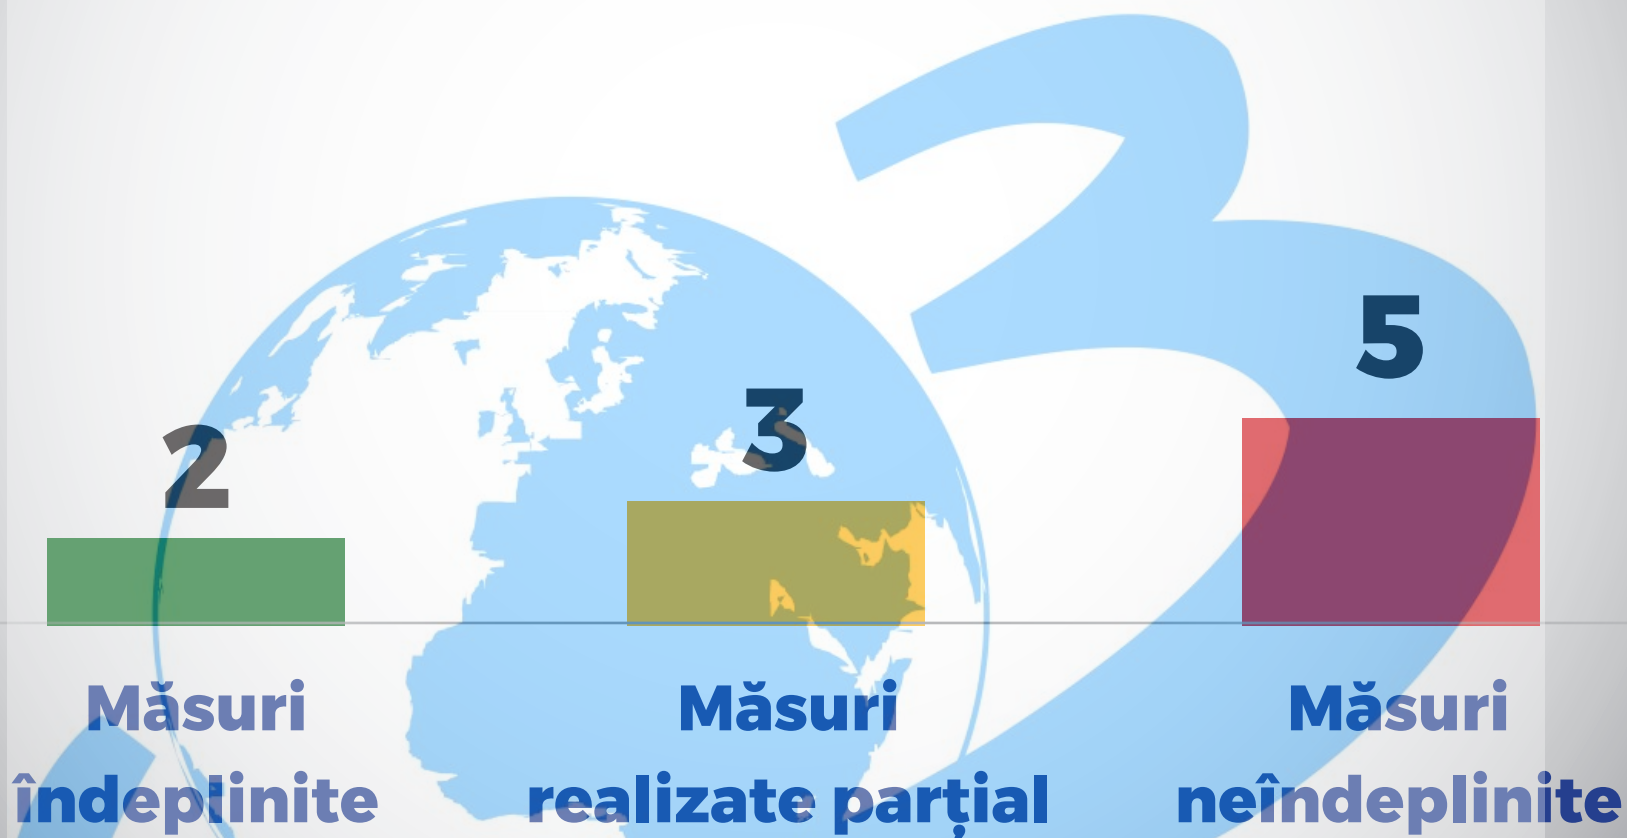 2
3
5
Măsuri
îndeplinite
Măsuri
realizate parțial
Măsuri
neîndeplinite